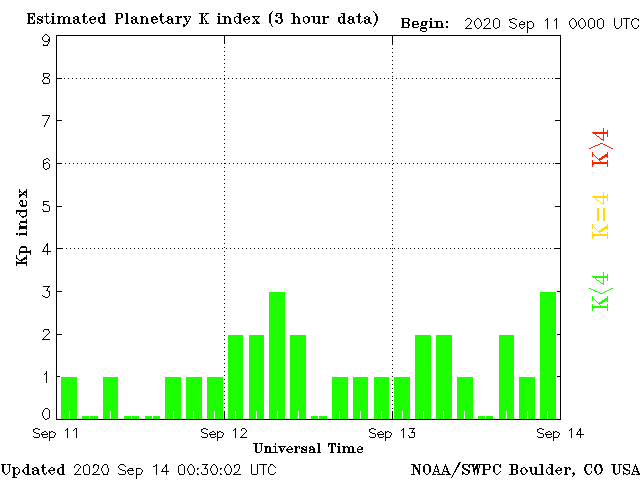 Estimated Planetary K index (3 hour data)
Begin: 2020 Sep 11 0000 UTC
9
8
7
6
5
4
3
2
1
0
Kp index
K>4
K=4
K<4
Sep 11
Sep 12
Sep 13
Sep 14
Universal Time
Updated 2020 Sep 14 00:30:02 UTC
NOAA/SWPC Boulder, CO USA